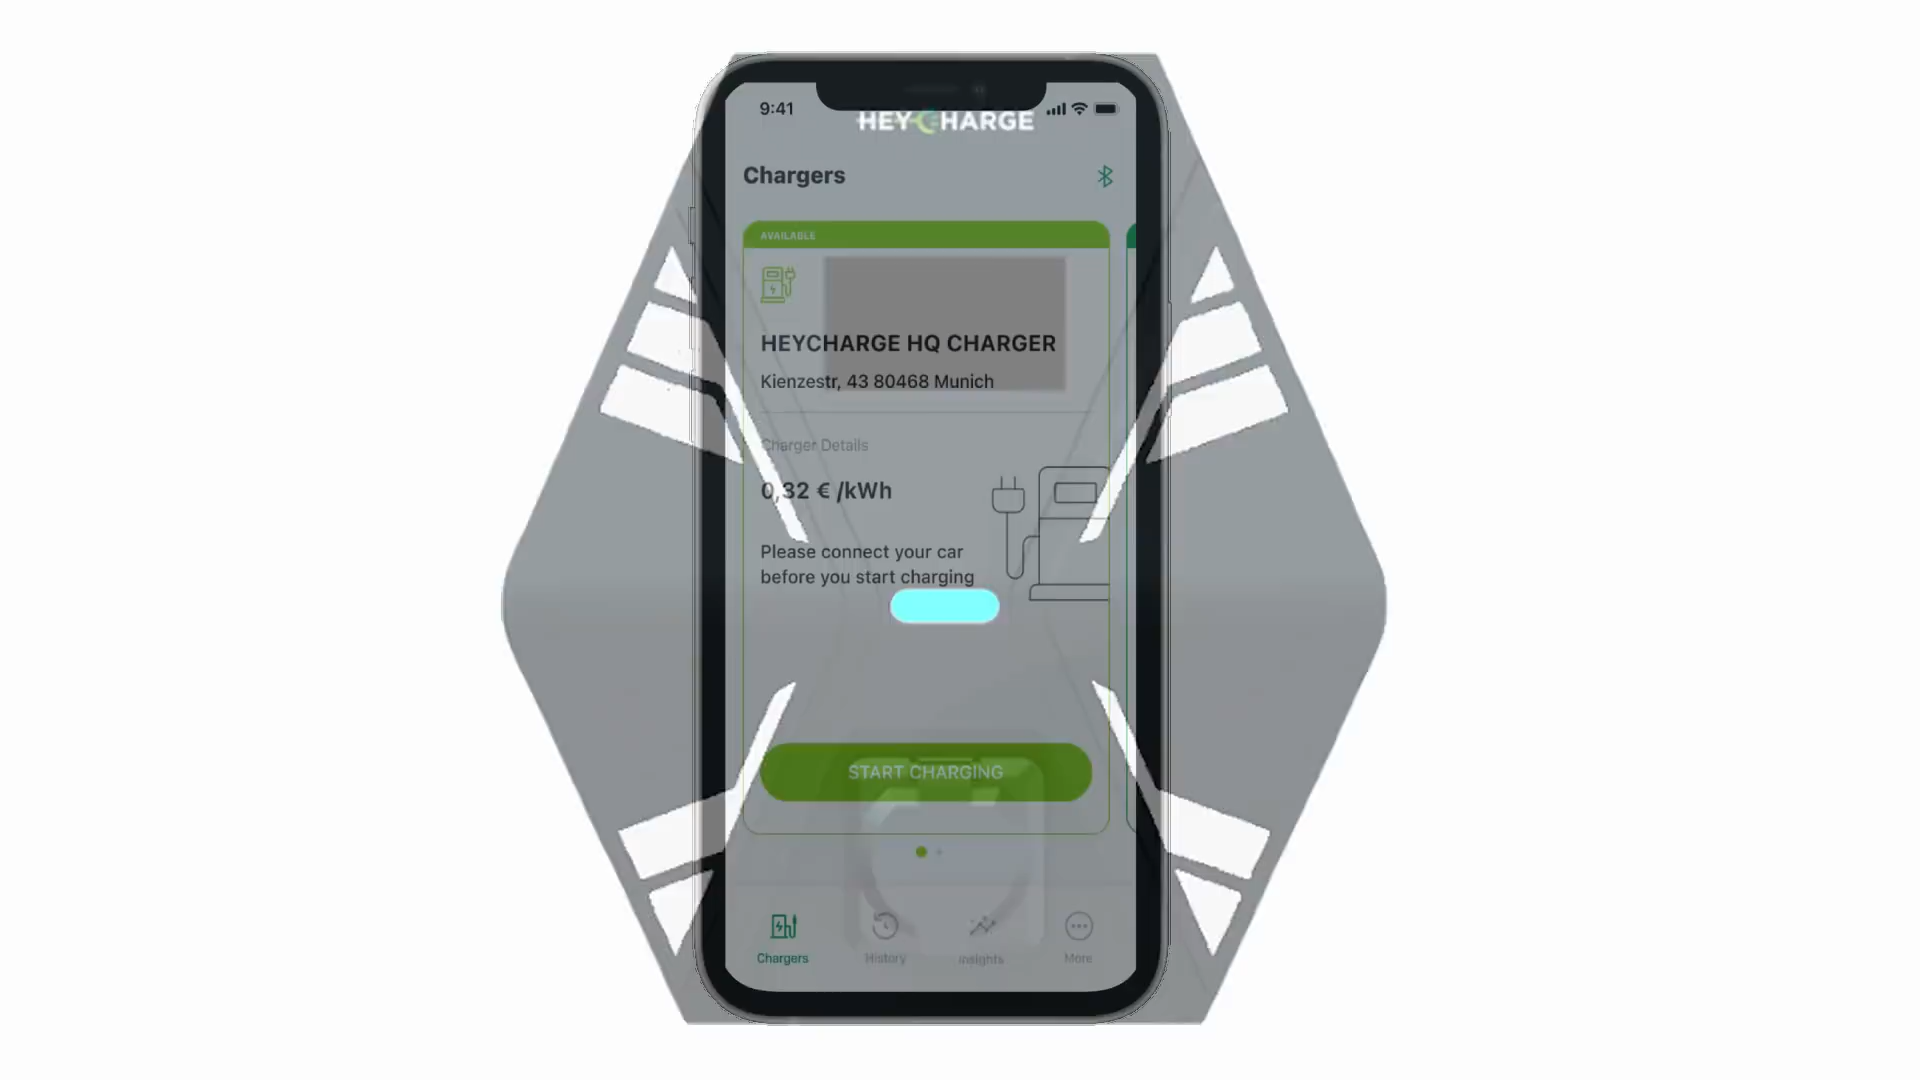 9:41
HEYCHARGE
Chargers
AVAILABLE
HEYCHARGE HQ CHARGER
Kienzestr, 43 80468 Munich
Charger Details
0,32 € /kWh
Please connect your car
before you start charging
START CHARGING
Chargers
History
Insights
More